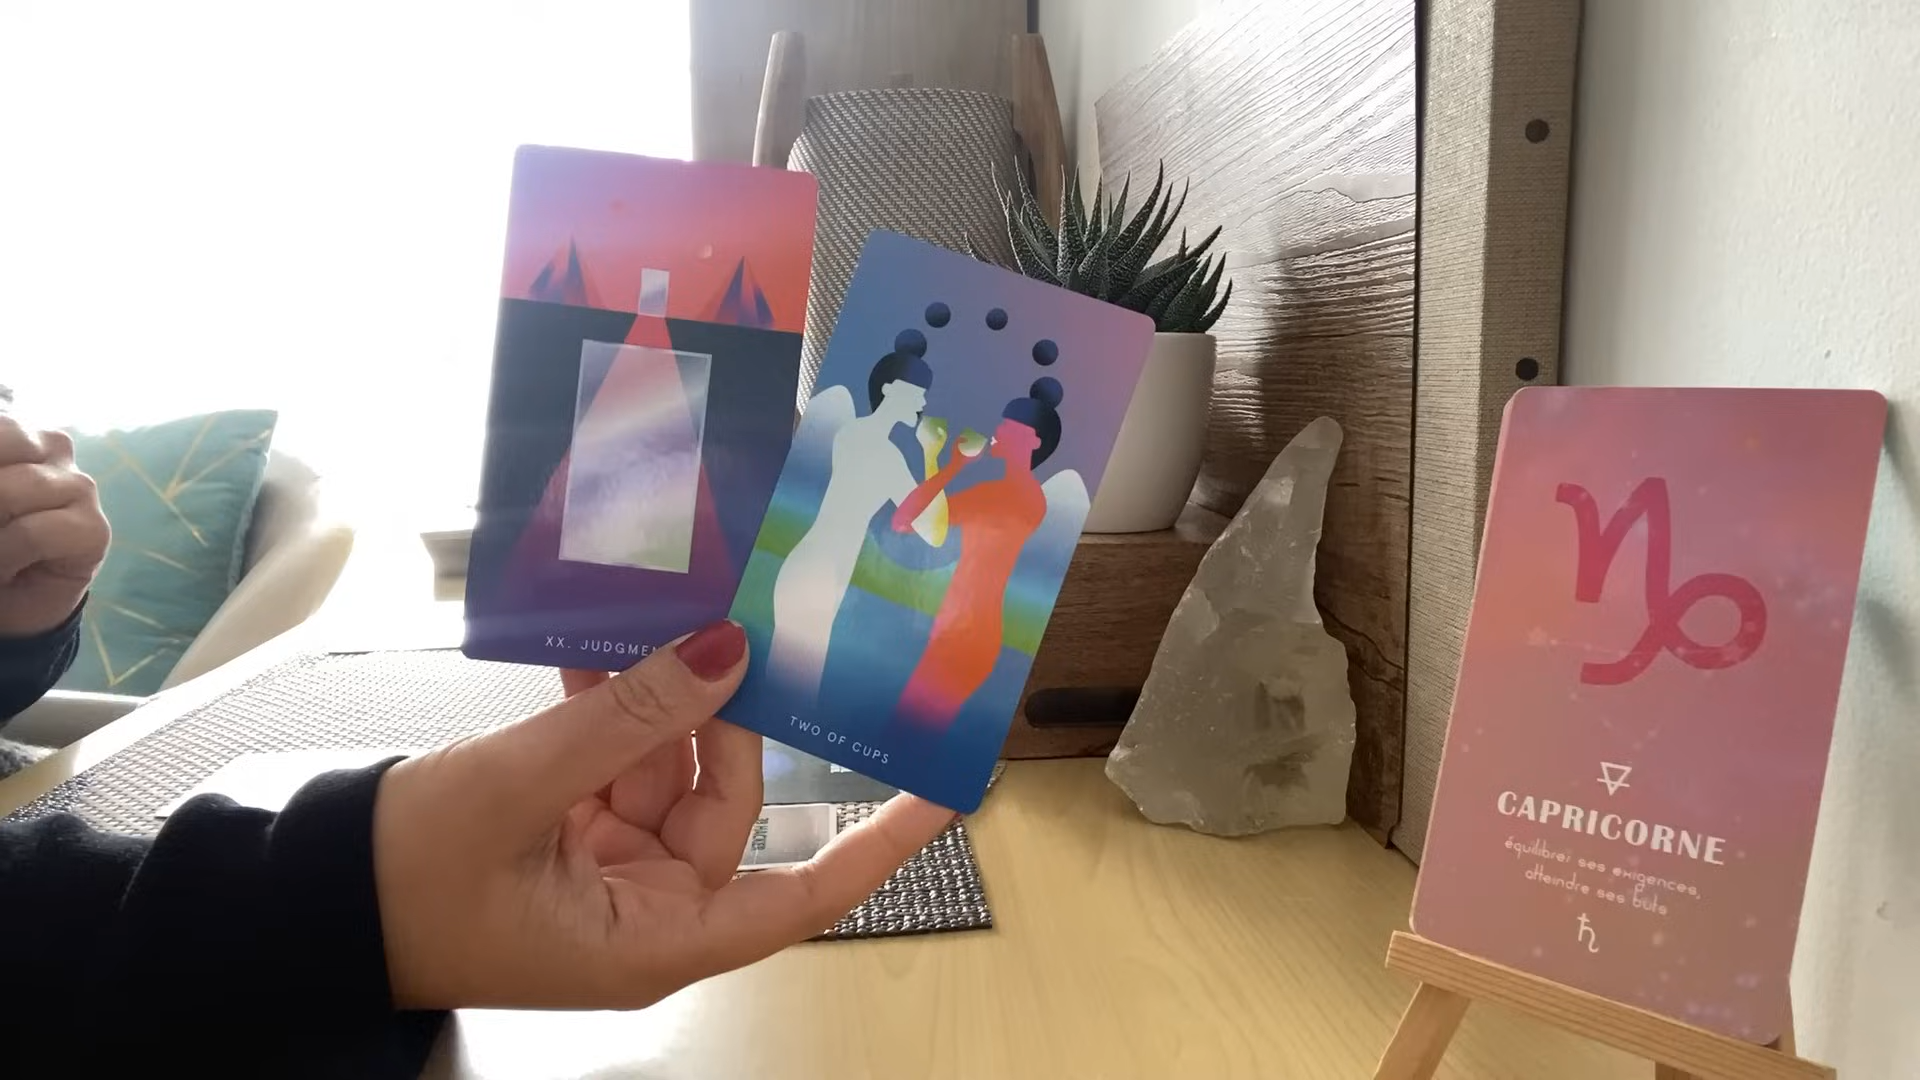 XX. JUDGMEN
TWO OF CUPS
CAPRICORNE
équilibrer ses exigences,
atteindre ses buts